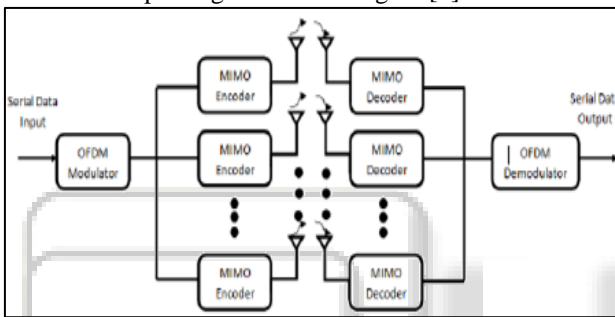 Serial Data
Input
OFDM
Modulator
MIMO
Encoder
MIMO
Encoder
MIMO
Encoder
MIMO
Decoder
MIMO
Decoder
MIMO
Decoder
OFDM
Demodulator
Serial Dat
Output